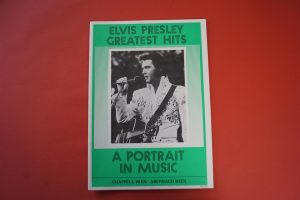 ELVIS PRESLEY
GREATEST HITS
A PORTRAIT
IN MUSIC